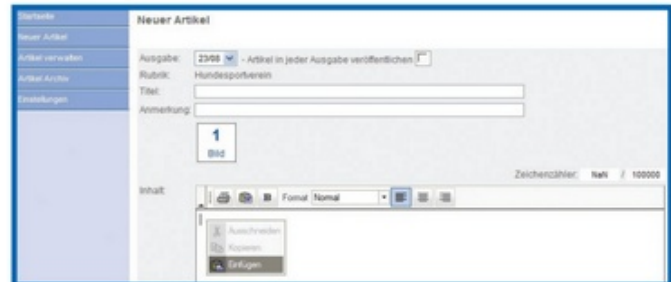 Startseite
Neuer Artikel
Artikel verwalten
Artikel Archiv
Einstellungen
Neuer Artikel
Ausgabe: 23/08 - Artikel in jeder Ausgabe veröffentlichen
Rubrik: Hundesportverein
Titel:
Anmerkung:
1
Bild
Zeichenzähler: NaN / 100000
Inhalt:
Format Normal
Ausschneiden
Kopieren
Einfügen